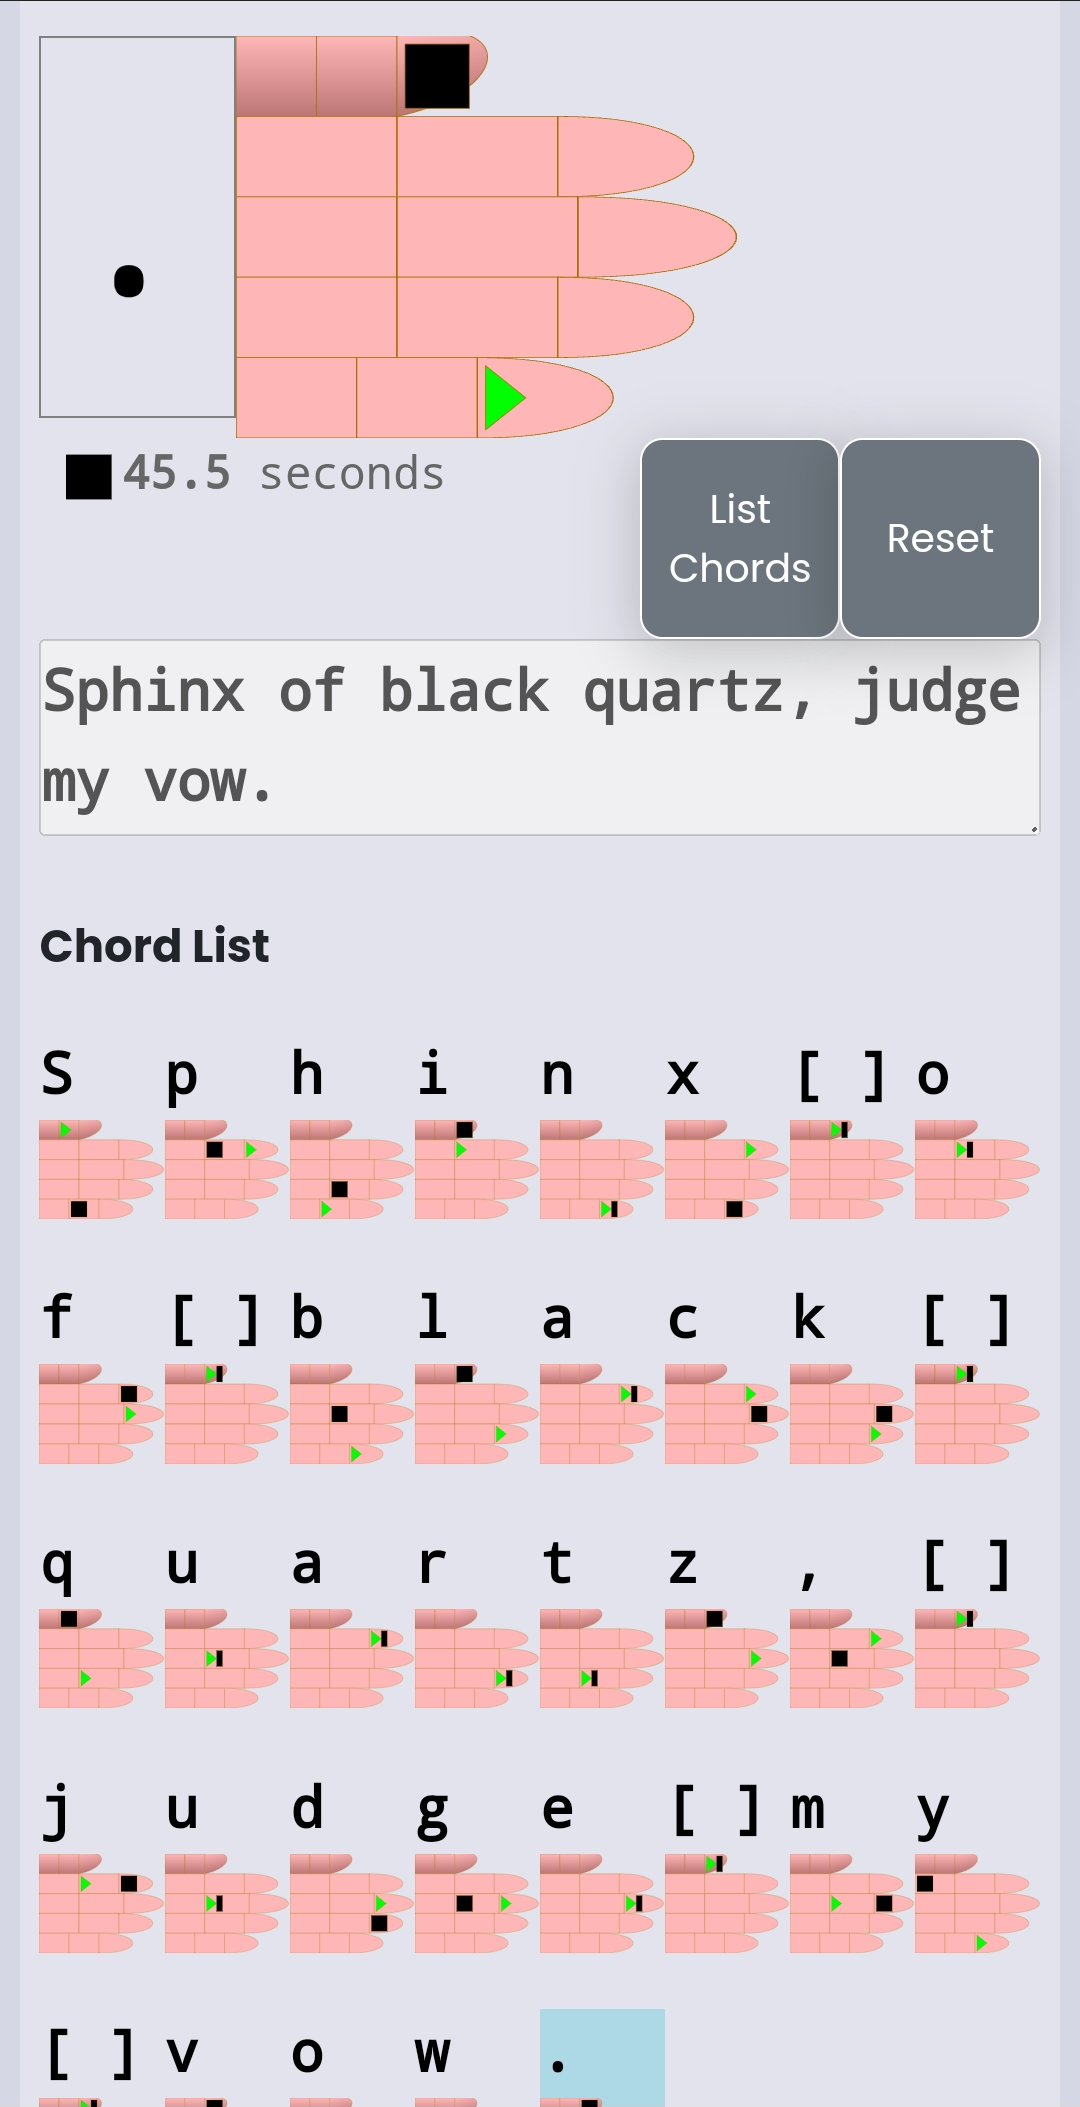 .
45.5 seconds
List
Chords
Reset
Sphinx of black quartz, judge
my vow.
Chord List
S p h i n x [ ] o
f [ ] b l a c k [ ]
q u a r t z , [ ]
j u d g e [ ] m y
[ ] v o w .